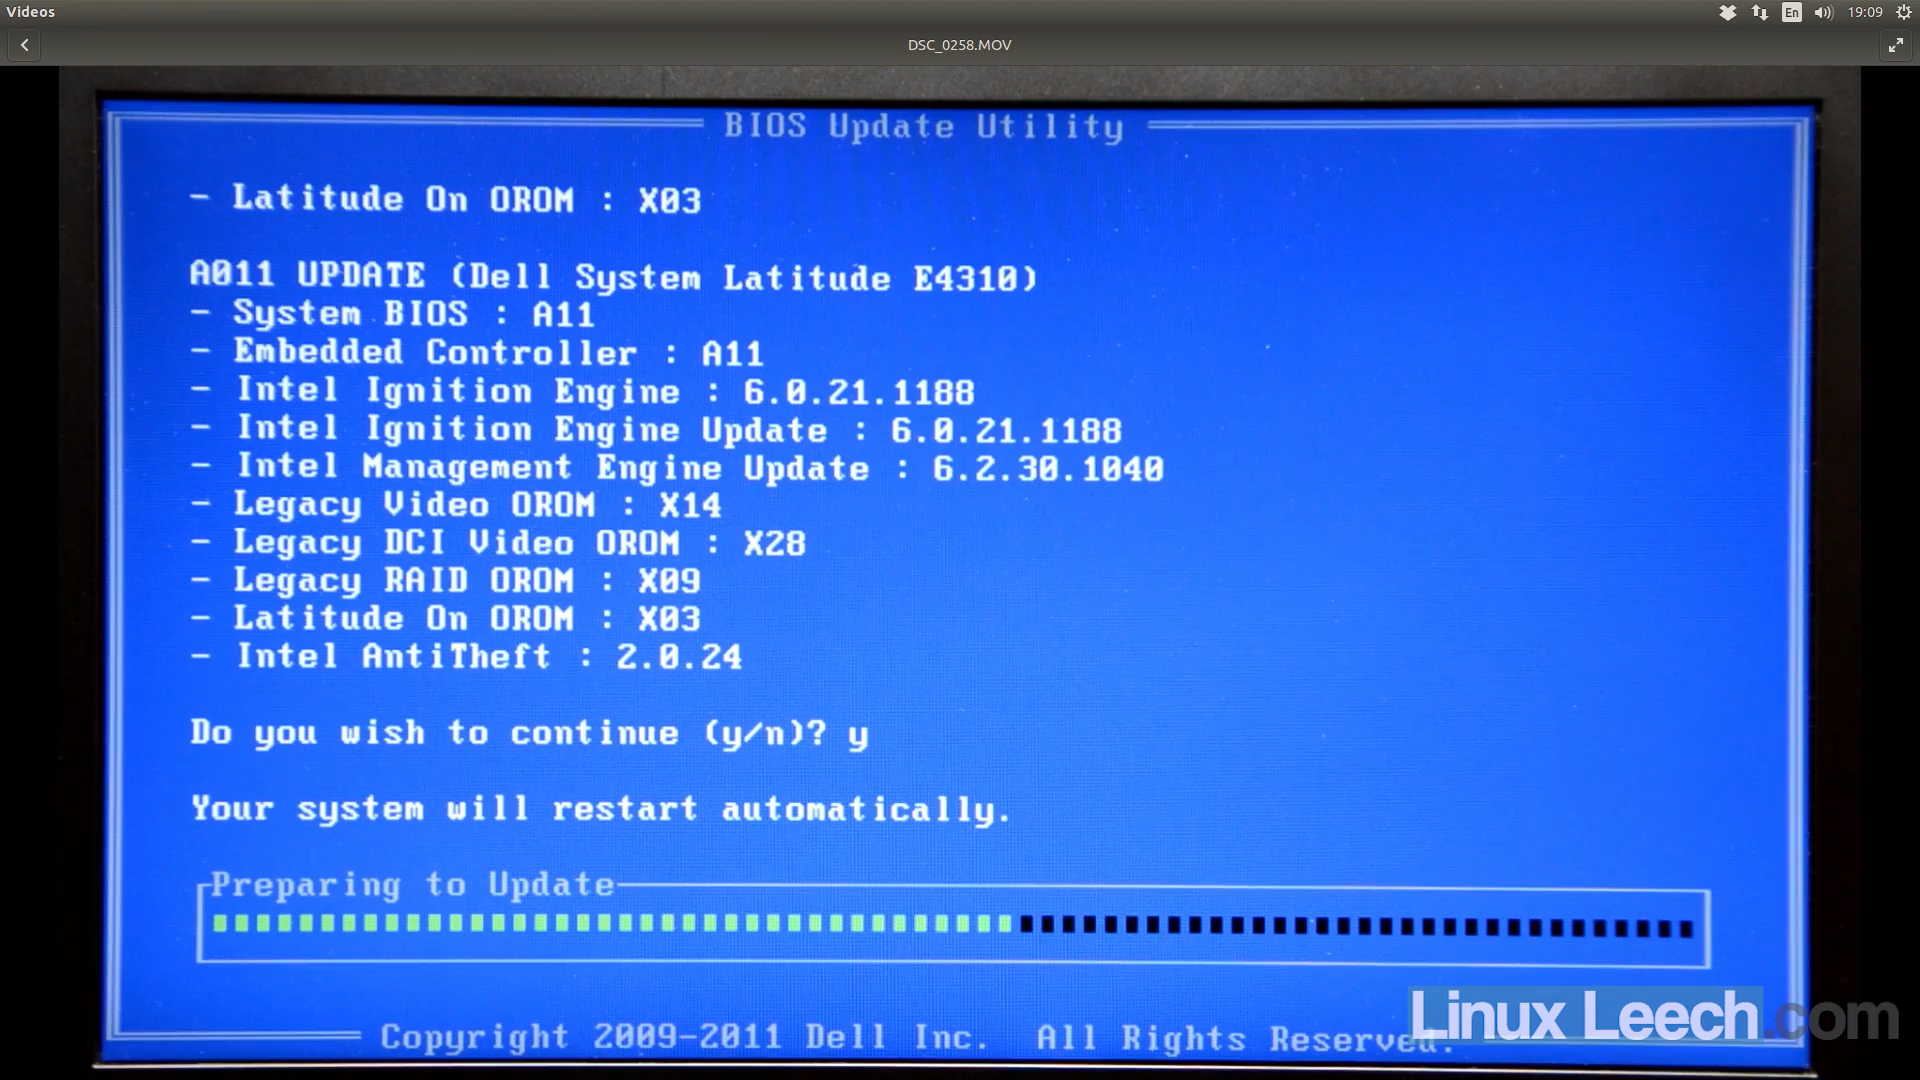 Videos
En
19:09
DSC_0258.MOV
BIOS Update Utility
- Latitude On OROM : X03
A011 UPDATE (Dell System Latitude E4310)
- System BIOS : A11
- Embedded Controller : A11
- Intel Ignition Engine : 6.0.21.1188
- Intel Ignition Engine Update : 6.0.21.1188
- Intel Management Engine Update : 6.2.30.1040
- Legacy Video OROM : X14
- Legacy DCI Video OROM : X28
- Legacy RAID OROM : X09
- Latitude On OROM : X03
- Intel AntiTheft : 2.0.24
Do you wish to continue (y/n)? y
Your system will restart automatically.
Preparing to Update
Copyright 2009-2011 Dell Inc. All Rights Reserved.
Linux Leech.com